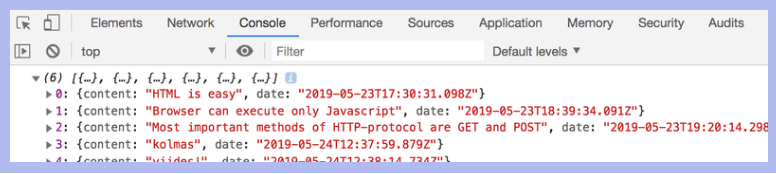 Elements Network Console Performance Sources Application Memory Security Audits
top Filter Default levels
(6) [{…}, {…}, {…}, {…}, {…}, {…}]
0: {content: "HTML is easy", date: "2019-05-23T17:30:31.098Z"}
1: {content: "Browser can execute only Javascript", date: "2019-05-23T18:39:34.091Z"}
2: {content: "Most important methods of HTTP-protocol are GET and POST", date: "2019-05-23T19:20:14.298
3: {content: "kolmas", date: "2019-05-24T12:37:59.879Z"}
4: {content: "viides!", date: "2019-05-24T12:38:14.734Z"}